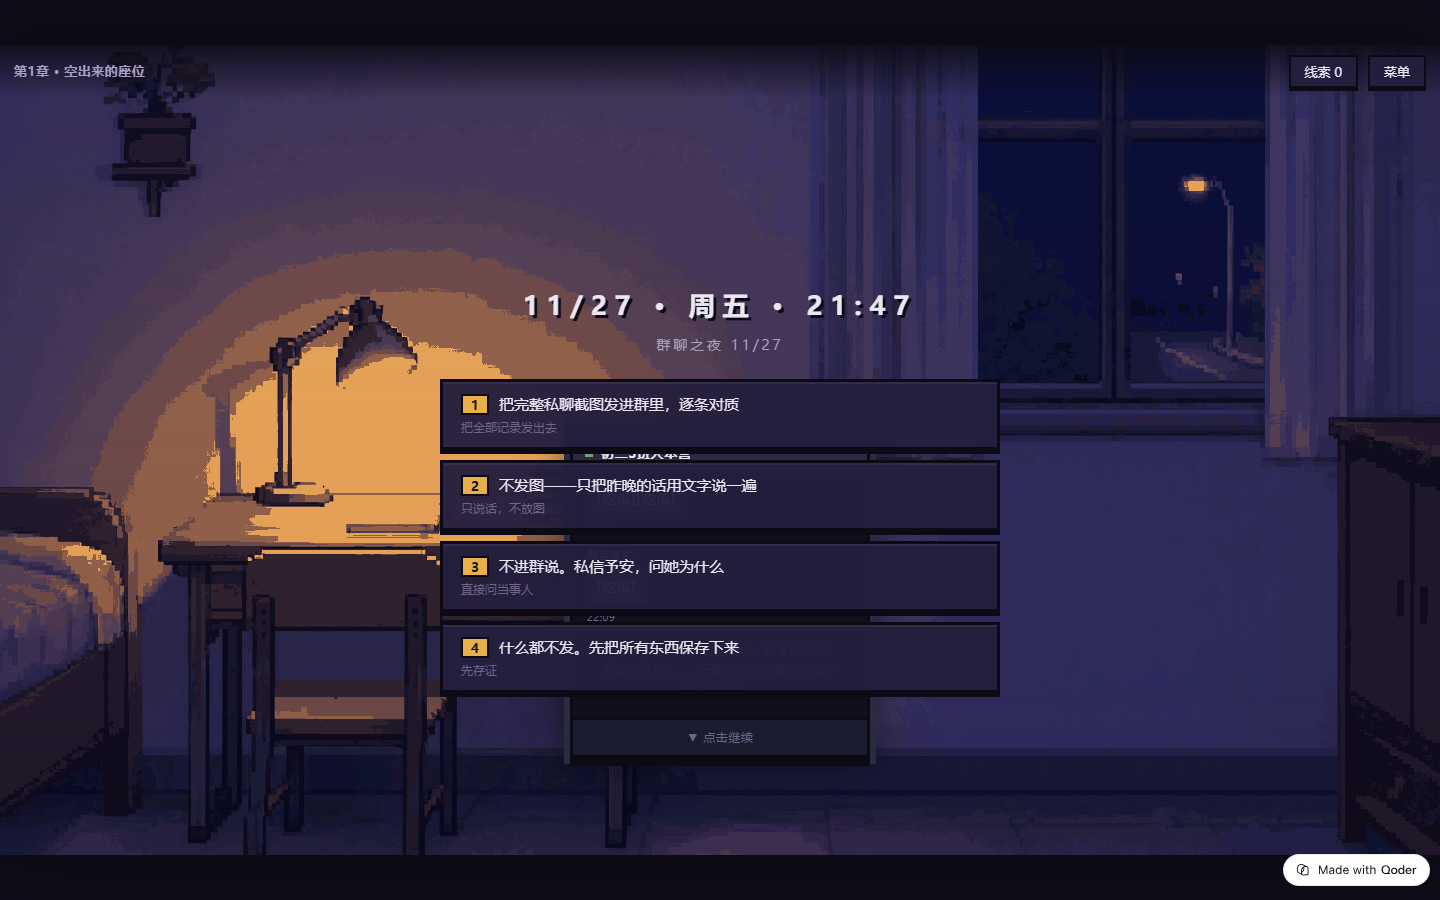 第1章 • 空出来的座位
线索 0
菜单
11/27 • 周五 • 21:47
群聊之夜 11/27
1 把完整私聊截图发进群里，逐条对质
把全部记录发出去
2 不发图——只把昨晚的话用文字说一遍
只说话，不放图
3 不进群说。私信予安，问她为什么
直接问当事人
22:09
4 什么都不发。先把所有东西保存下来
先存证
▼ 点击继续
Made with Qoder